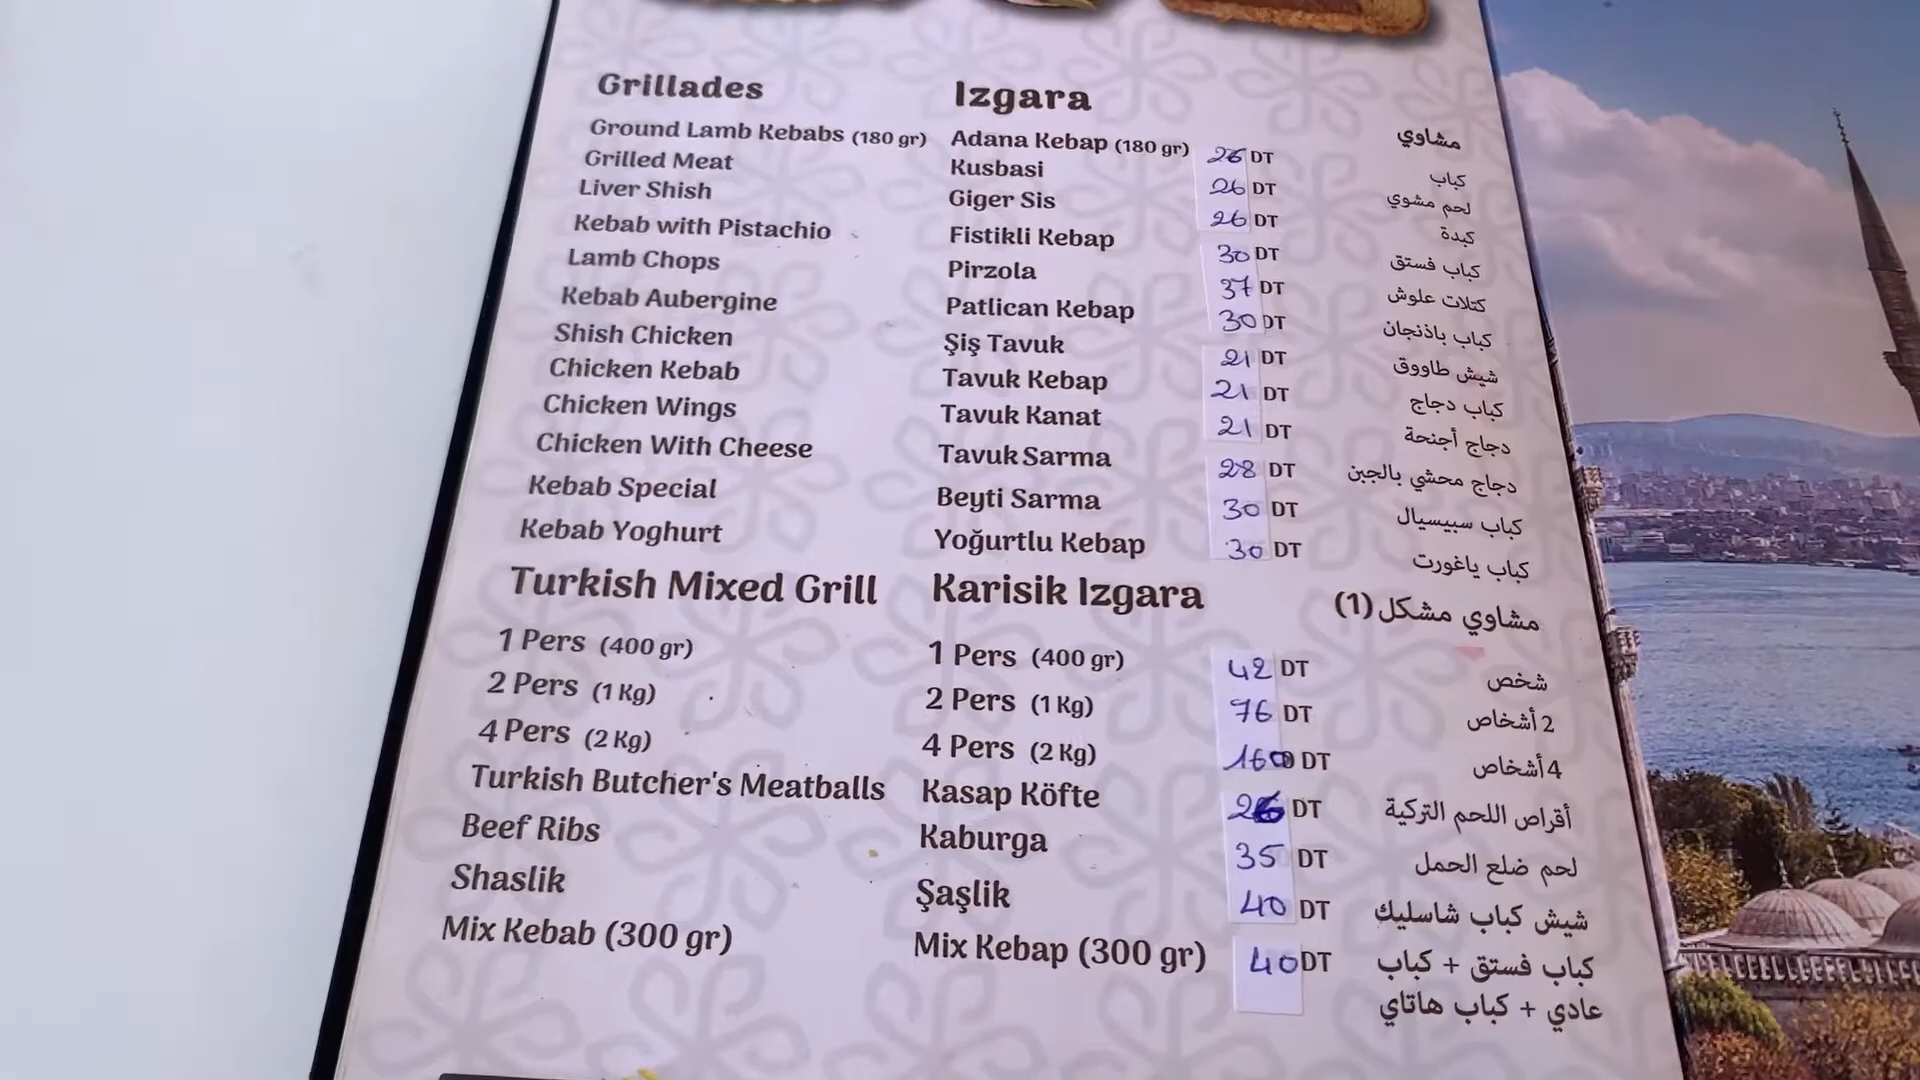 Grillades Izgara مشاوي
Ground Lamb Kebabs (180 gr) Adana Kebap (180 gr) 26 DT كباب
Grilled Meat Kusbasi 26 DT لحم مشوي
Liver Shish Giger Sis 26 DT كبدة
Kebab with Pistachio Fistikli Kebap 30 DT كباب فستق
Lamb Chops Pirzola 37 DT كتلات علوش
Kebab Aubergine Patlican Kebap 30 DT كباب باذنجان
Shish Chicken Şiş Tavuk 21 DT شيش طاووق
Chicken Kebab Tavuk Kebap 21 DT كباب دجاج
Chicken Wings Tavuk Kanat 21 DT دجاج أجنحة
Chicken With Cheese Tavuk Sarma 28 DT دجاج محشي بالجبن
Kebab Special Beyti Sarma 30 DT كباب سبيسيال
Kebab Yoghurt Yoğurtlu Kebap 30 DT كباب ياغورت
Turkish Mixed Grill Karisik Izgara مشاوي مشكل (1)
1 Pers (400 gr) 1 Pers (400 gr) 42 DT شخص
2 Pers (1 Kg) 2 Pers (1 Kg) 76 DT 2 أشخاص
4 Pers (2 Kg) 4 Pers (2 Kg) 160 DT 4 أشخاص
Turkish Butcher's Meatballs Kasap Köfte 26 DT أقراص اللحم التركية
Beef Ribs Kaburga 35 DT لحم ضلع الحمل
Shaslik Şaşlik 40 DT شيش كباب شاسليك
Mix Kebab (300 gr) Mix Kebap (300 gr) 40 DT كباب فستق + كباب
عادي + كباب هاتاي